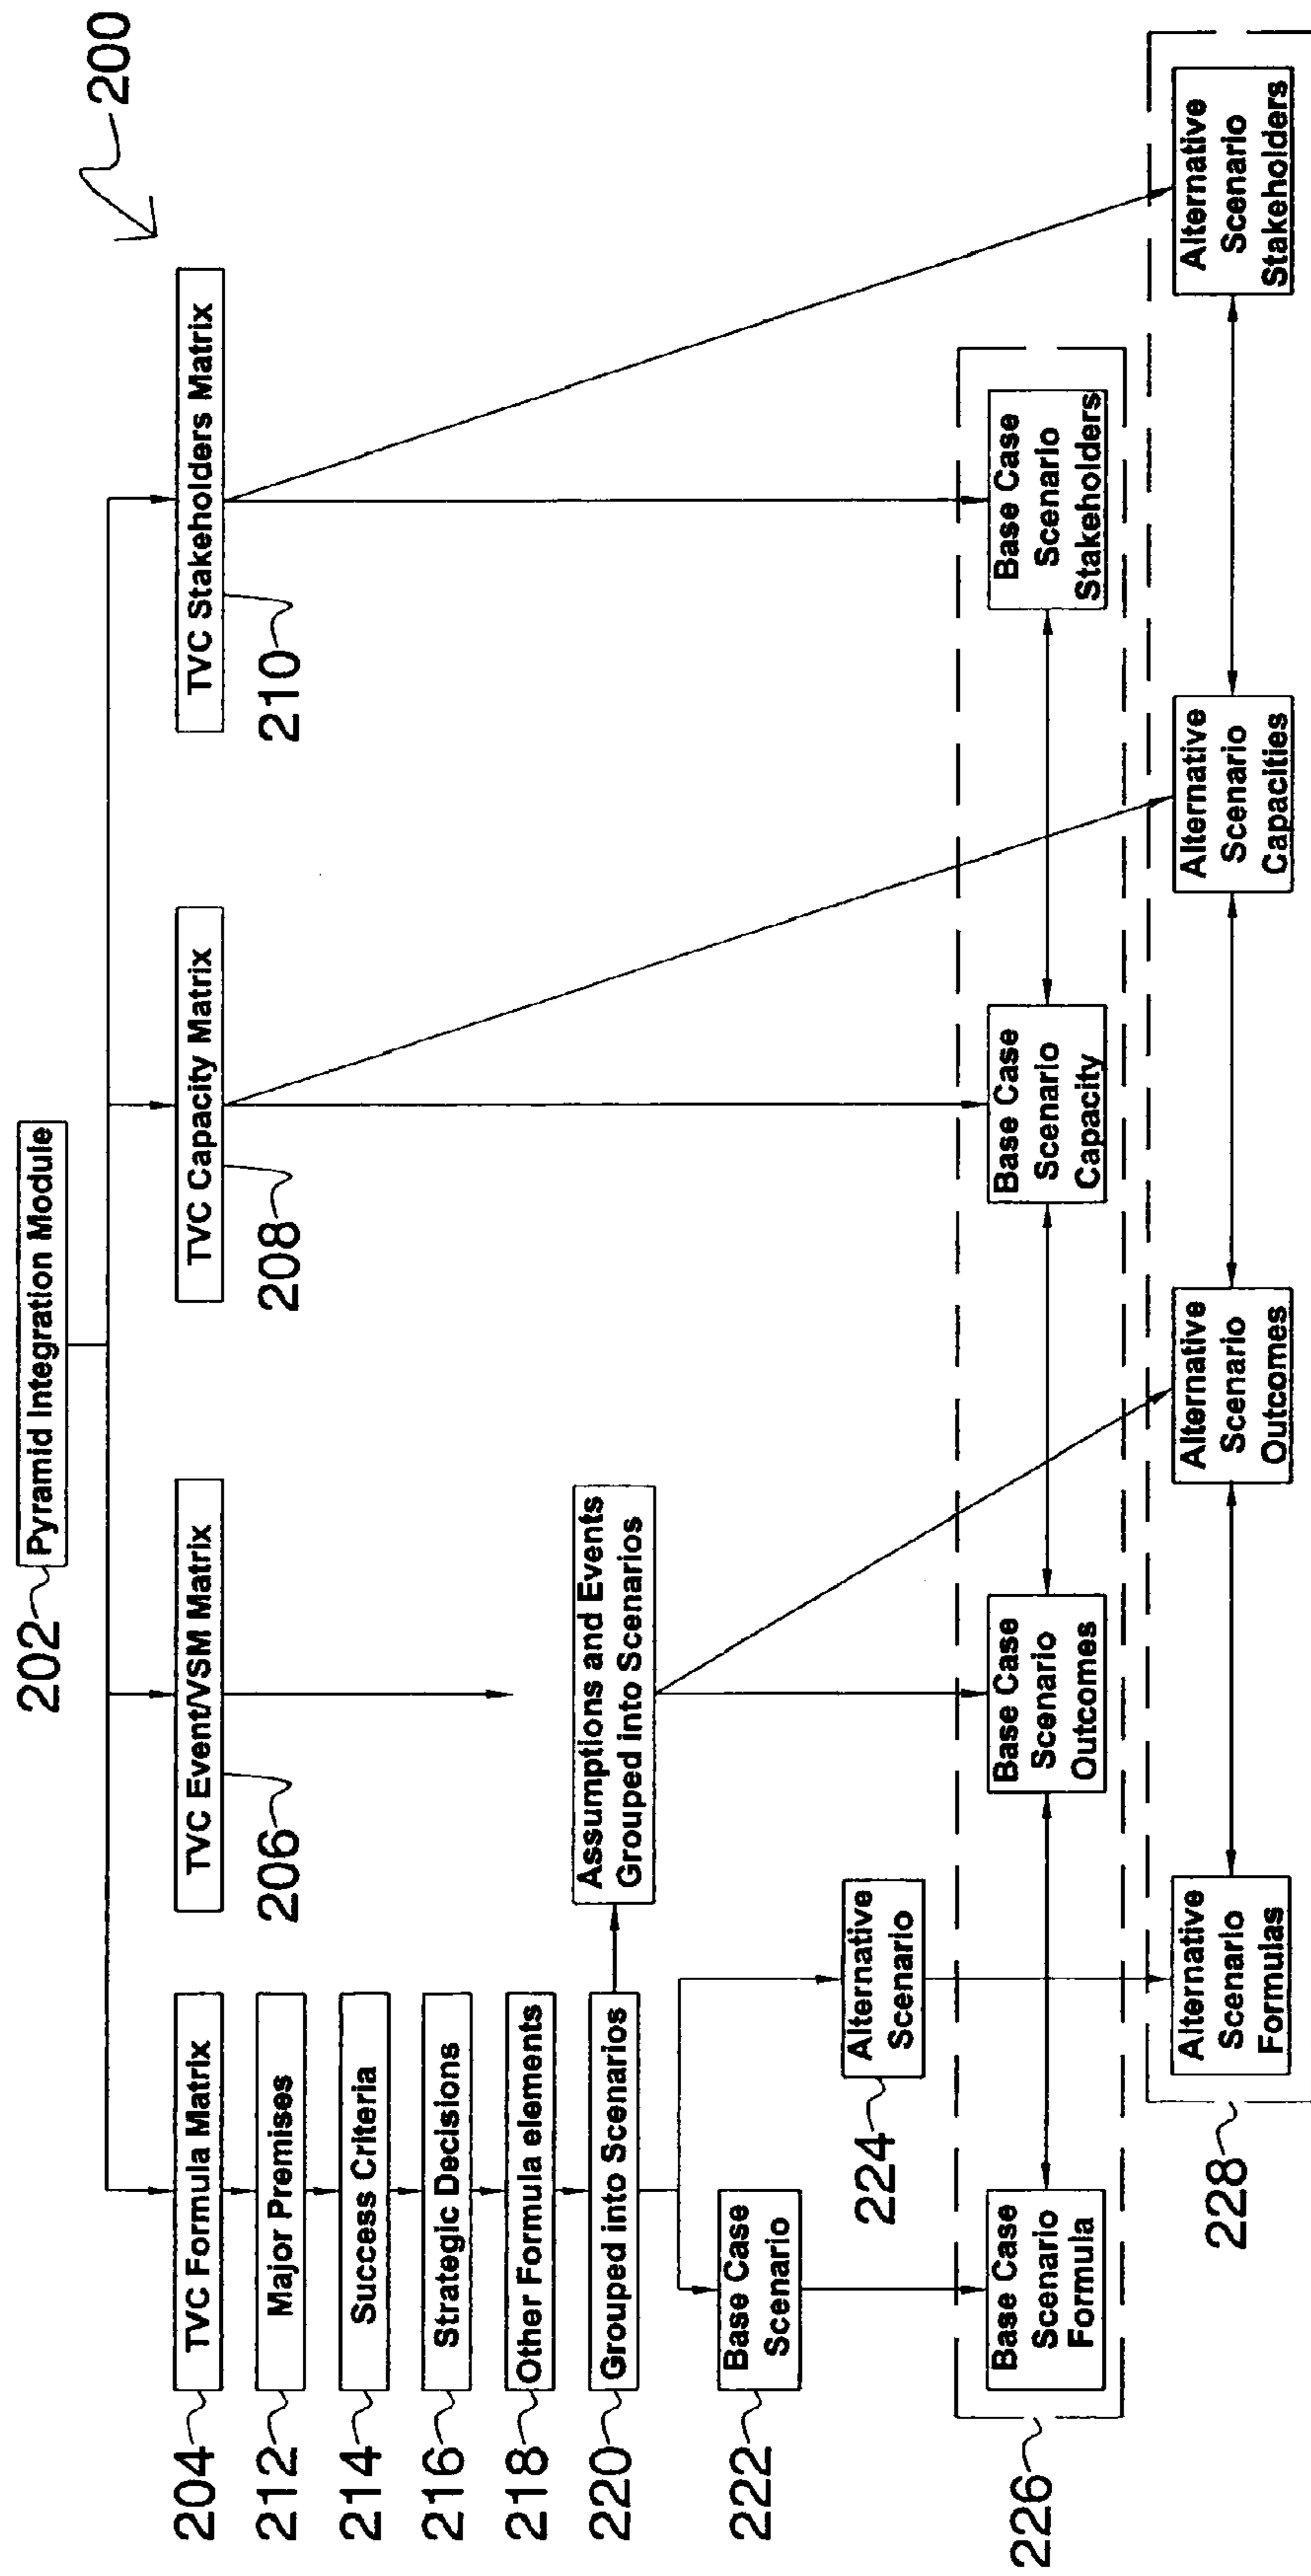 200
202
Pyramid Integration Module
204
TVC Formula Matrix
206
TVC Event/VSM Matrix
208
TVC Capacity Matrix
210
TVC Stakeholders Matrix
212
Major Premises
214
Success Criteria
216
Strategic Decisions
218
Other Formula elements
220
Grouped into Scenarios
Assumptions and Events
Grouped into Scenarios
222
Base Case
Scenario
224
Alternative
Scenario
226
Base Case
Scenario
Formula
Base Case
Scenario
Outcomes
Base Case
Scenario
Capacity
Base Case
Scenario
Stakeholders
228
Alternative
Scenario
Formulas
Alternative
Scenario
Outcomes
Alternative
Scenario
Capacities
Alternative
Scenario
Stakeholders